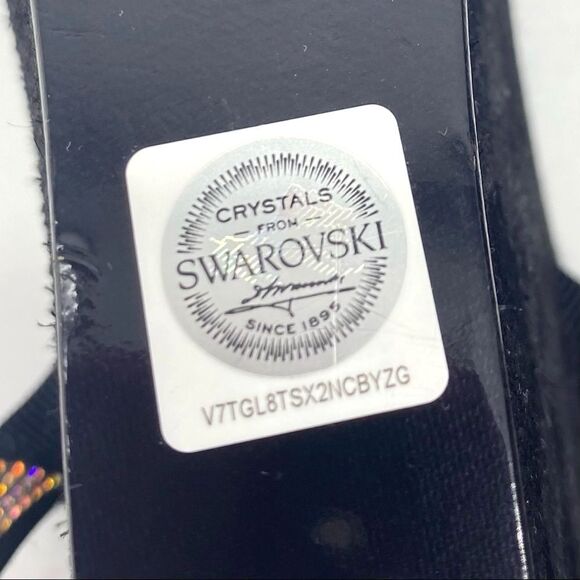 CRYSTALS
FROM
SWAROVSKI
SINCE 1895
V7TGL8TSX2NCBYZG